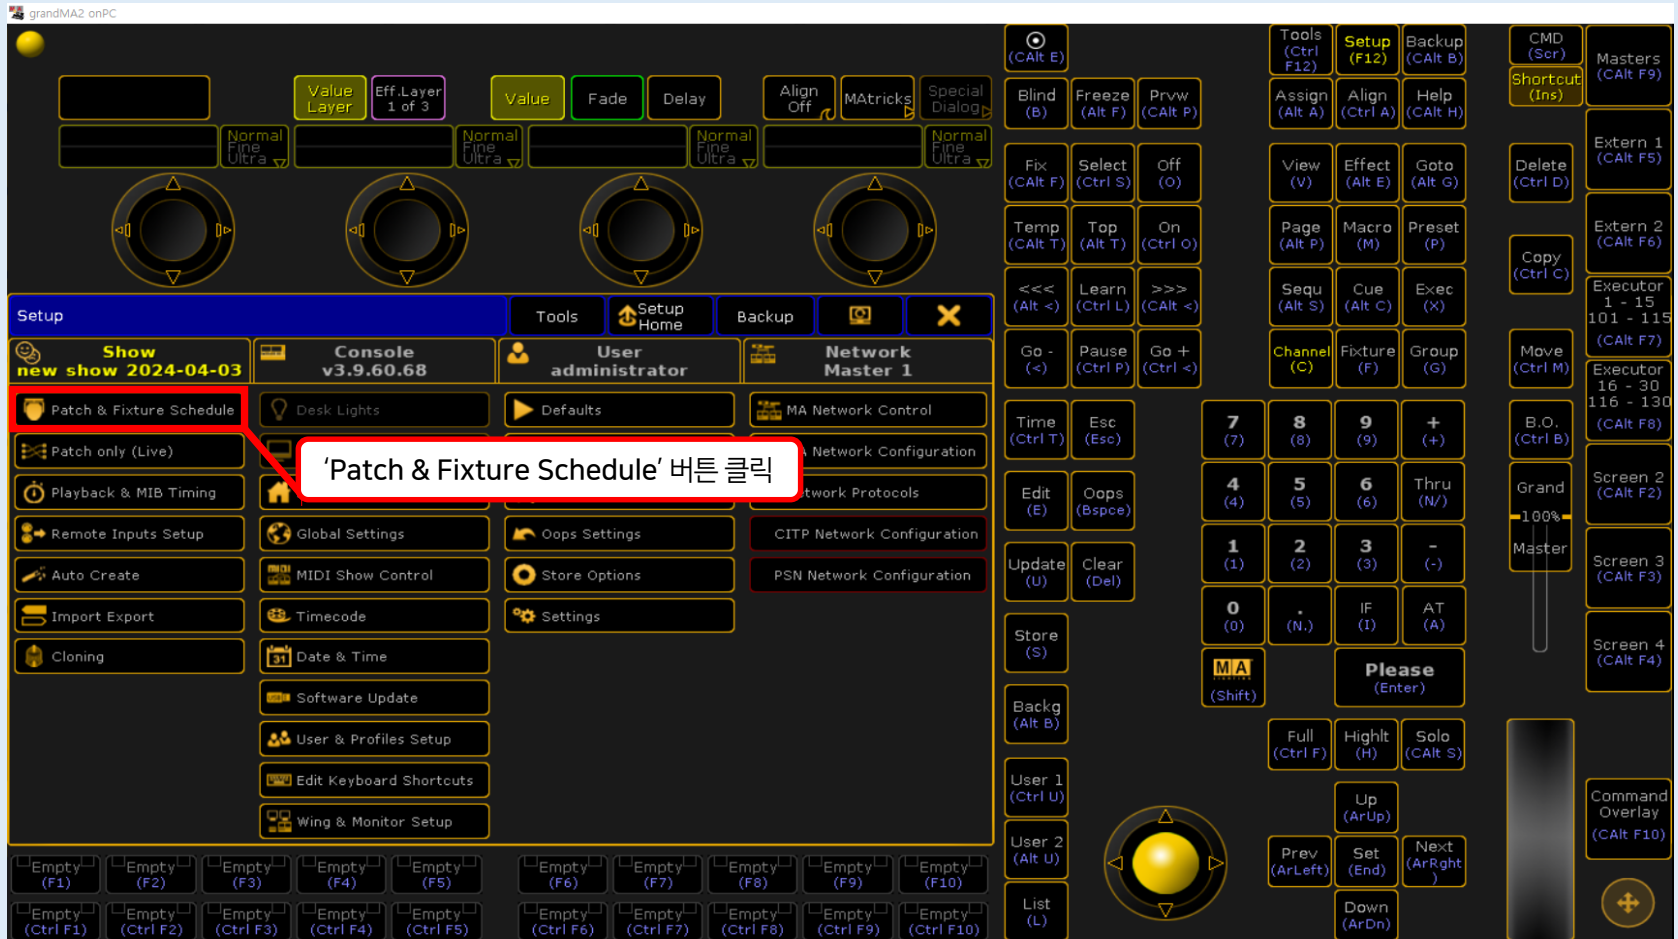 grandMA2 onPC
Value
Layer
Eff.Layer
1 of 3
Value
Fade
Delay
Align
Off
MAtricks
Special
Dialog
Normal
Fine
Ultra
Normal
Fine
Ultra
Normal
Fine
Ultra
Normal
Fine
Ultra
Setup
Tools
Setup
Home
Backup
Show
new show 2024-04-03
Console
v3.9.60.68
User
administrator
Network
Master 1
Patch & Fixture Schedule
Desk Lights
Defaults
MA Network Control
Patch only (Live)
Network Configuration
‘Patch & Fixture Schedule’ 버튼 클릭
Playback & MIB Timing
Protocols
Remote Inputs Setup
Global Settings
Oops Settings
CITP Network Configuration
Auto Create
MIDI Show Control
Store Options
PSN Network Configuration
Import Export
Timecode
Settings
Cloning
31
Date & Time
Software Update
User & Profiles Setup
Edit Keyboard Shortcuts
Wing & Monitor Setup
Empty
(F1)
Empty
(F2)
Empty
(F3)
Empty
(F4)
Empty
(F5)
Empty
(F6)
Empty
(F7)
Empty
(F8)
Empty
(F9)
Empty
(F10)
Empty
(Ctrl F1)
Empty
(Ctrl F2)
Empty
(Ctrl F3)
Empty
(Ctrl F4)
Empty
(Ctrl F5)
Empty
(Ctrl F6)
Empty
(Ctrl F7)
Empty
(Ctrl F8)
Empty
(Ctrl F9)
Empty
(Ctrl F10)
(CAlt E)
Tools
(Ctrl
F12)
Setup
(F12)
Backup
(CAlt B)
CMD
(Scr)
Shortcut
(Ins)
Masters
(CAlt F9)
Blind
(B)
Freeze
(Alt F)
Prvw
(CAlt P)
Assign
(Alt A)
Align
(Ctrl A)
Help
(CAlt H)
Extern 1
(CAlt F5)
Fix
(CAlt F)
Select
(Ctrl S)
Off
(O)
View
(V)
Effect
(Alt E)
Goto
(Alt G)
Delete
(Ctrl D)
Temp
(CAlt T)
Top
(Alt T)
On
(Ctrl O)
Page
(Alt P)
Macro
(M)
Preset
(P)
Extern 2
(CAlt F6)
Copy
(Ctrl C)
<<<
(Alt <)
Learn
(Ctrl L)
>>>
(CAlt <)
Sequ
(Alt S)
Cue
(Alt C)
Exec
(X)
Executor
1 - 15
101 - 115
(CAlt F7)
Go -
(<)
Pause
(Ctrl P)
Go +
(Ctrl <)
Channel
(C)
Fixture
(F)
Group
(G)
Move
(Ctrl M)
Executor
16 - 30
116 - 130
(CAlt F8)
Time
(Ctrl T)
Esc
(Esc)
7
(7)
8
(8)
9
(9)
+
(+)
B.O.
(Ctrl B)
Edit
(E)
Oops
(Bspce)
4
(4)
5
(5)
6
(6)
Thru
(N/)
Grand
100%
Master
Screen 2
(CAlt F2)
Update
(U)
Clear
(Del)
1
(1)
2
(2)
3
(3)
-
(-)
Screen 3
(CAlt F3)
Store
(S)
0
(0)
.
(N.)
IF
(I)
AT
(A)
Screen 4
(CAlt F4)
MA
(Shift)
Please
(Enter)
Backg
(Alt B)
Full
(Ctrl F)
Highlt
(H)
Solo
(CAlt S)
User 1
(Ctrl U)
Up
(ArUp)
Command
Overlay
(CAlt F10)
User 2
(Alt U)
Prev
(ArLeft)
Set
(End)
Next
(ArRght
)
List
(L)
Down
(ArDn)